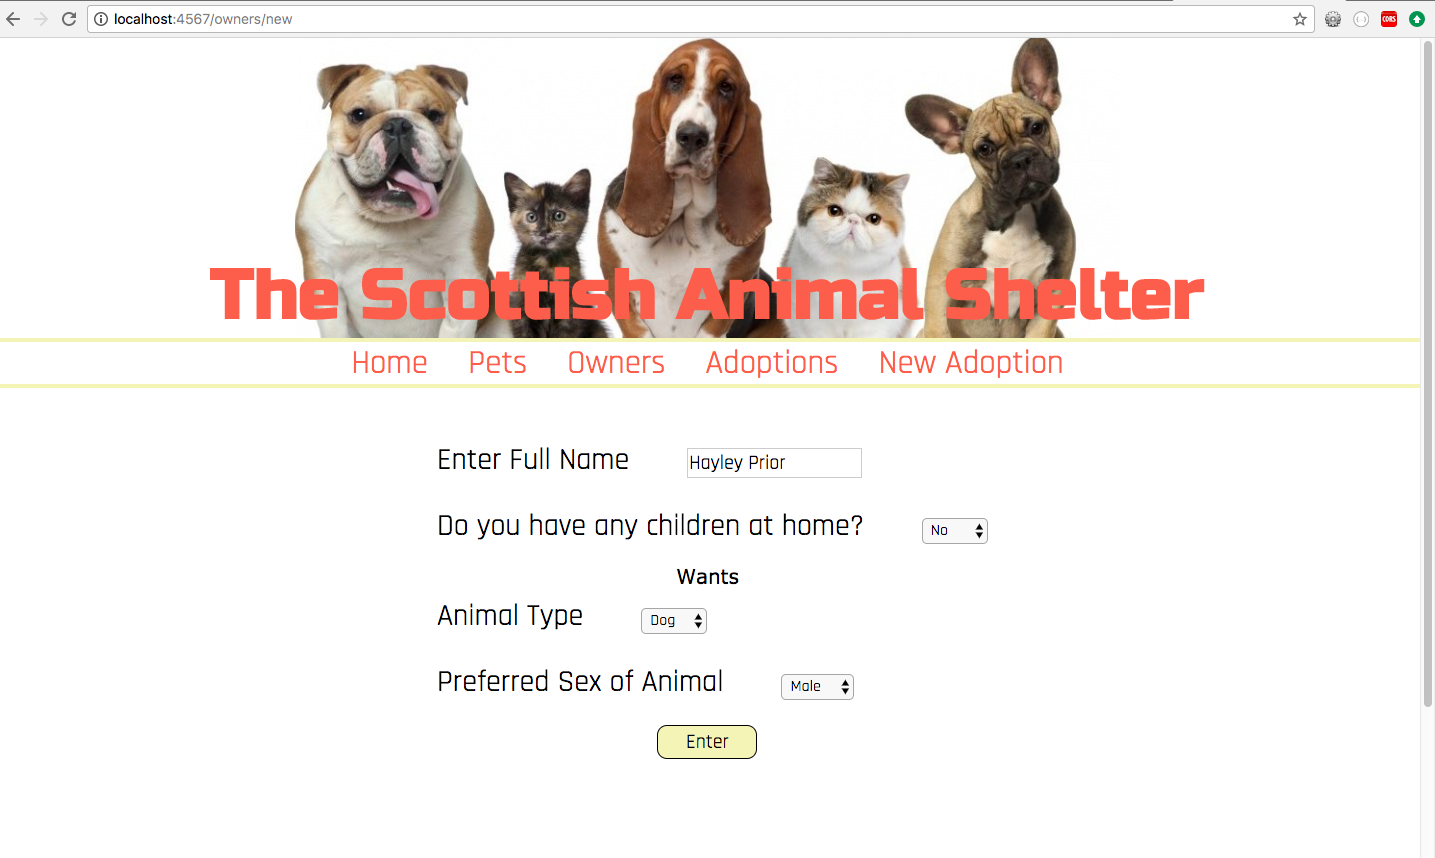 localhost:4567/owners/new
CORS
The Scottish Animal Shelter
Home Pets Owners Adoptions New Adoption
Enter Full Name Hayley Prior
Do you have any children at home? No
Wants
Animal Type Dog
Preferred Sex of Animal Male
Enter